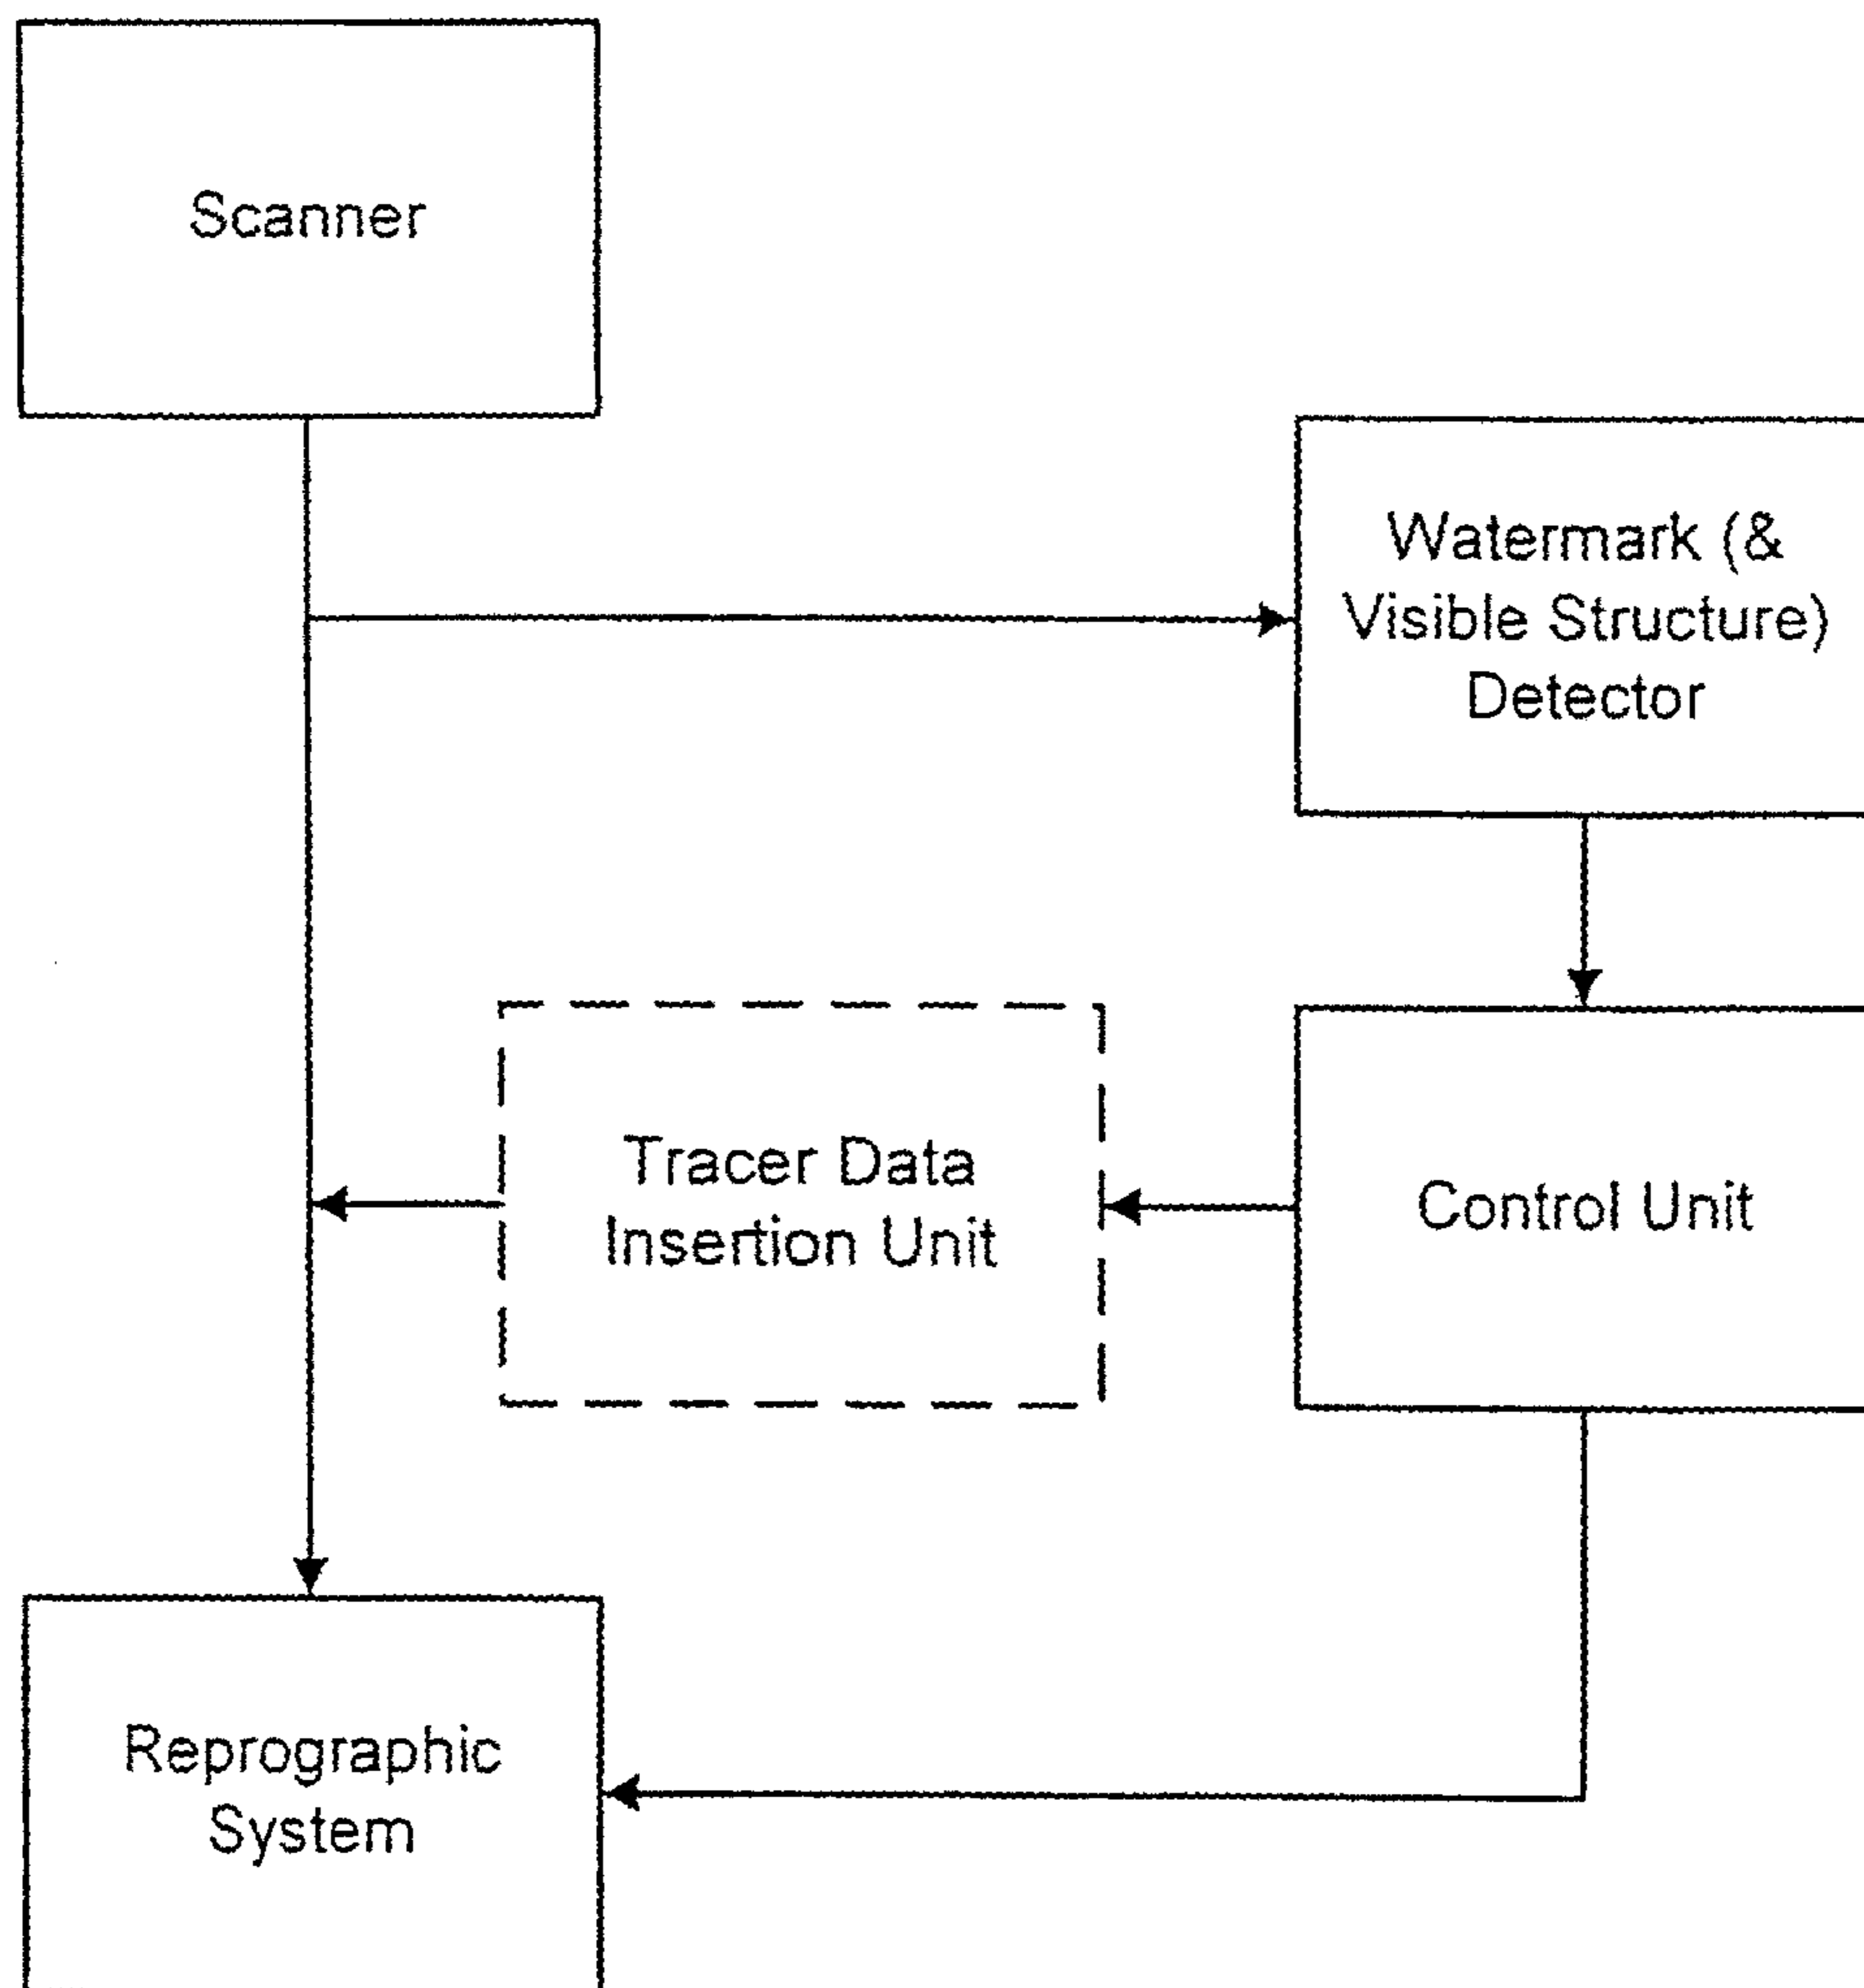 Scanner
Watermark (&
Visible Structure)
Detector
Tracer Data
Insertion Unit
Control Unit
Reprographic
System